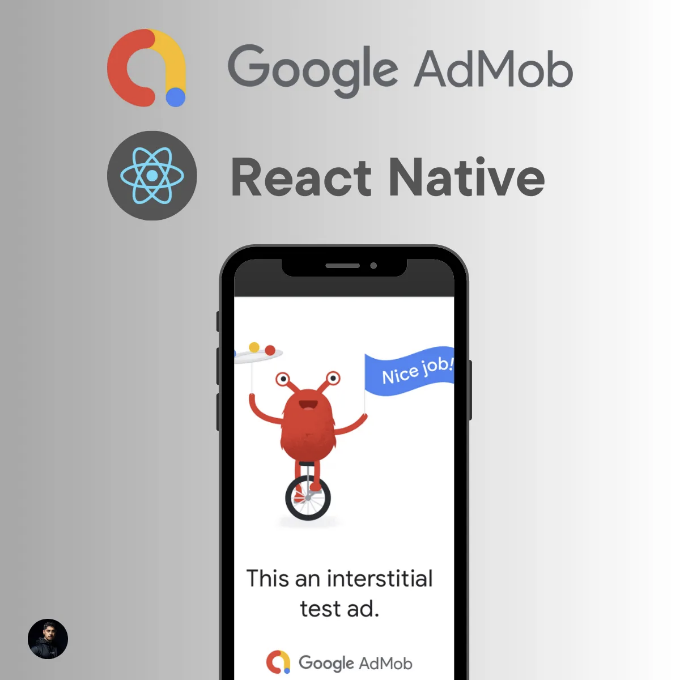 Google AdMob
React Native
Nice job!
This an interstitial
test ad.
Google AdMob